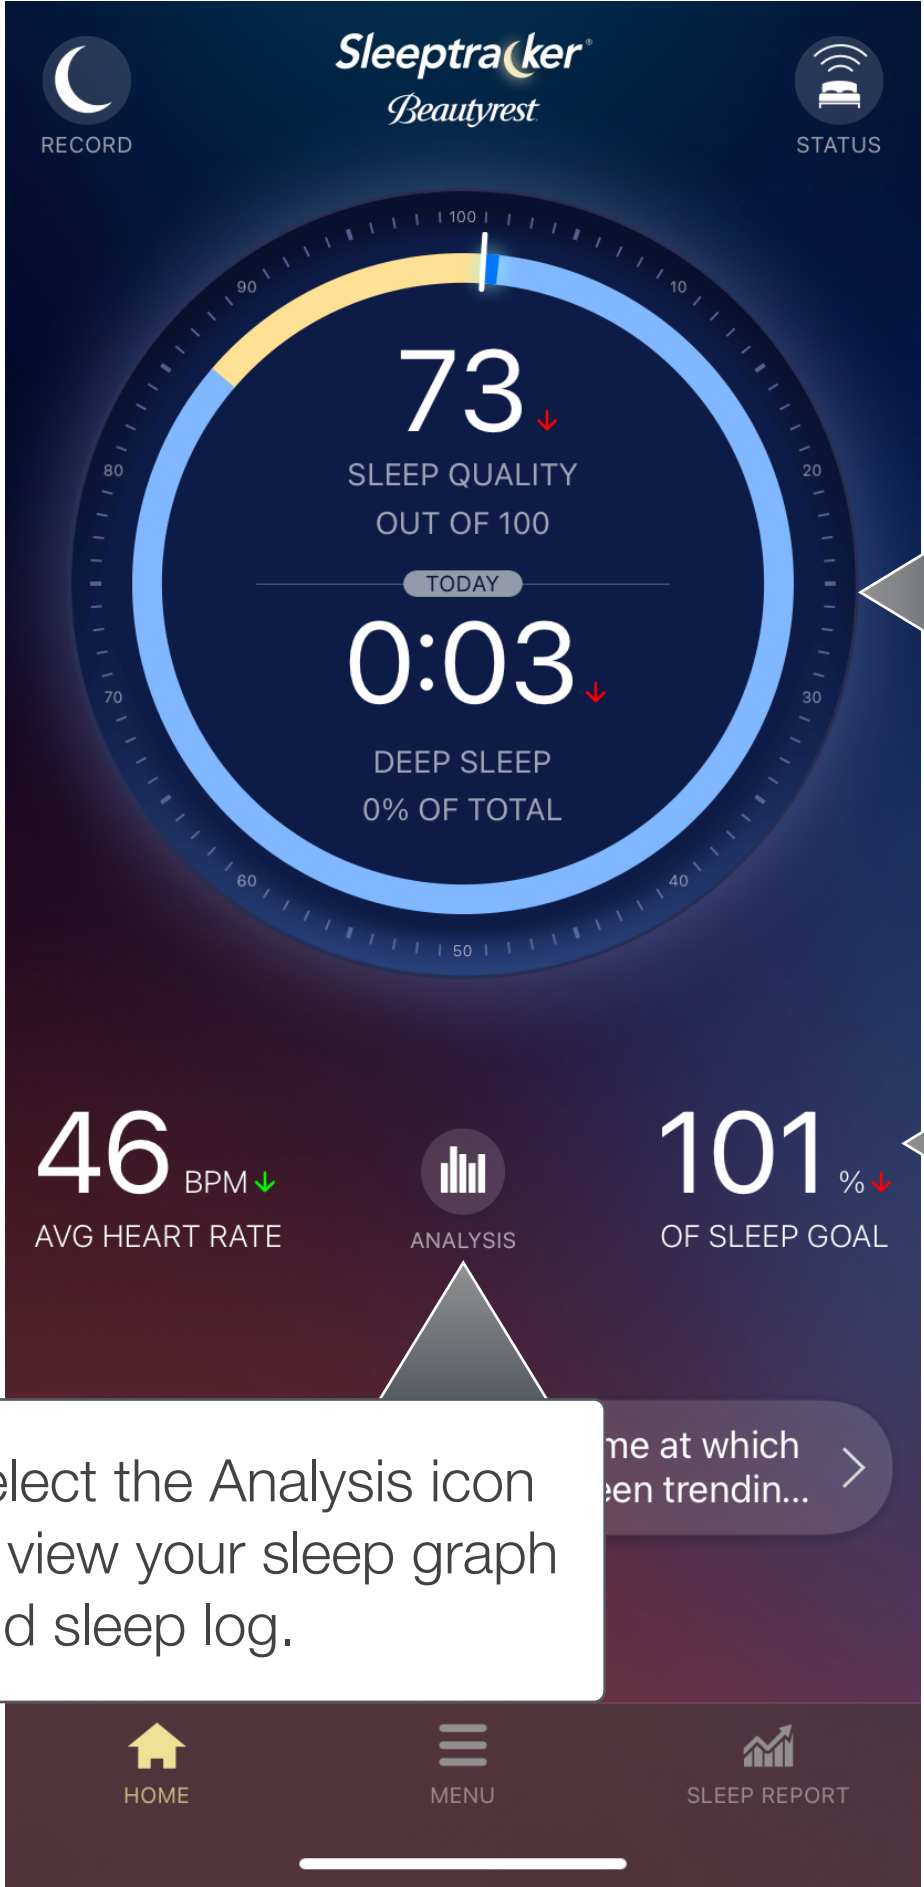 Sleeptracker®
Beautyrest
RECORD
STATUS
100
90
10
80
20
70
30
60
40
50
73
SLEEP QUALITY
OUT OF 100
TODAY
0:03
DEEP SLEEP
0% OF TOTAL
46 BPM
AVG HEART RATE
ANALYSIS
101 %
OF SLEEP GOAL
me at which
een trendin...
elect the Analysis icon
view your sleep graph
d sleep log.
HOME
MENU
SLEEP REPORT